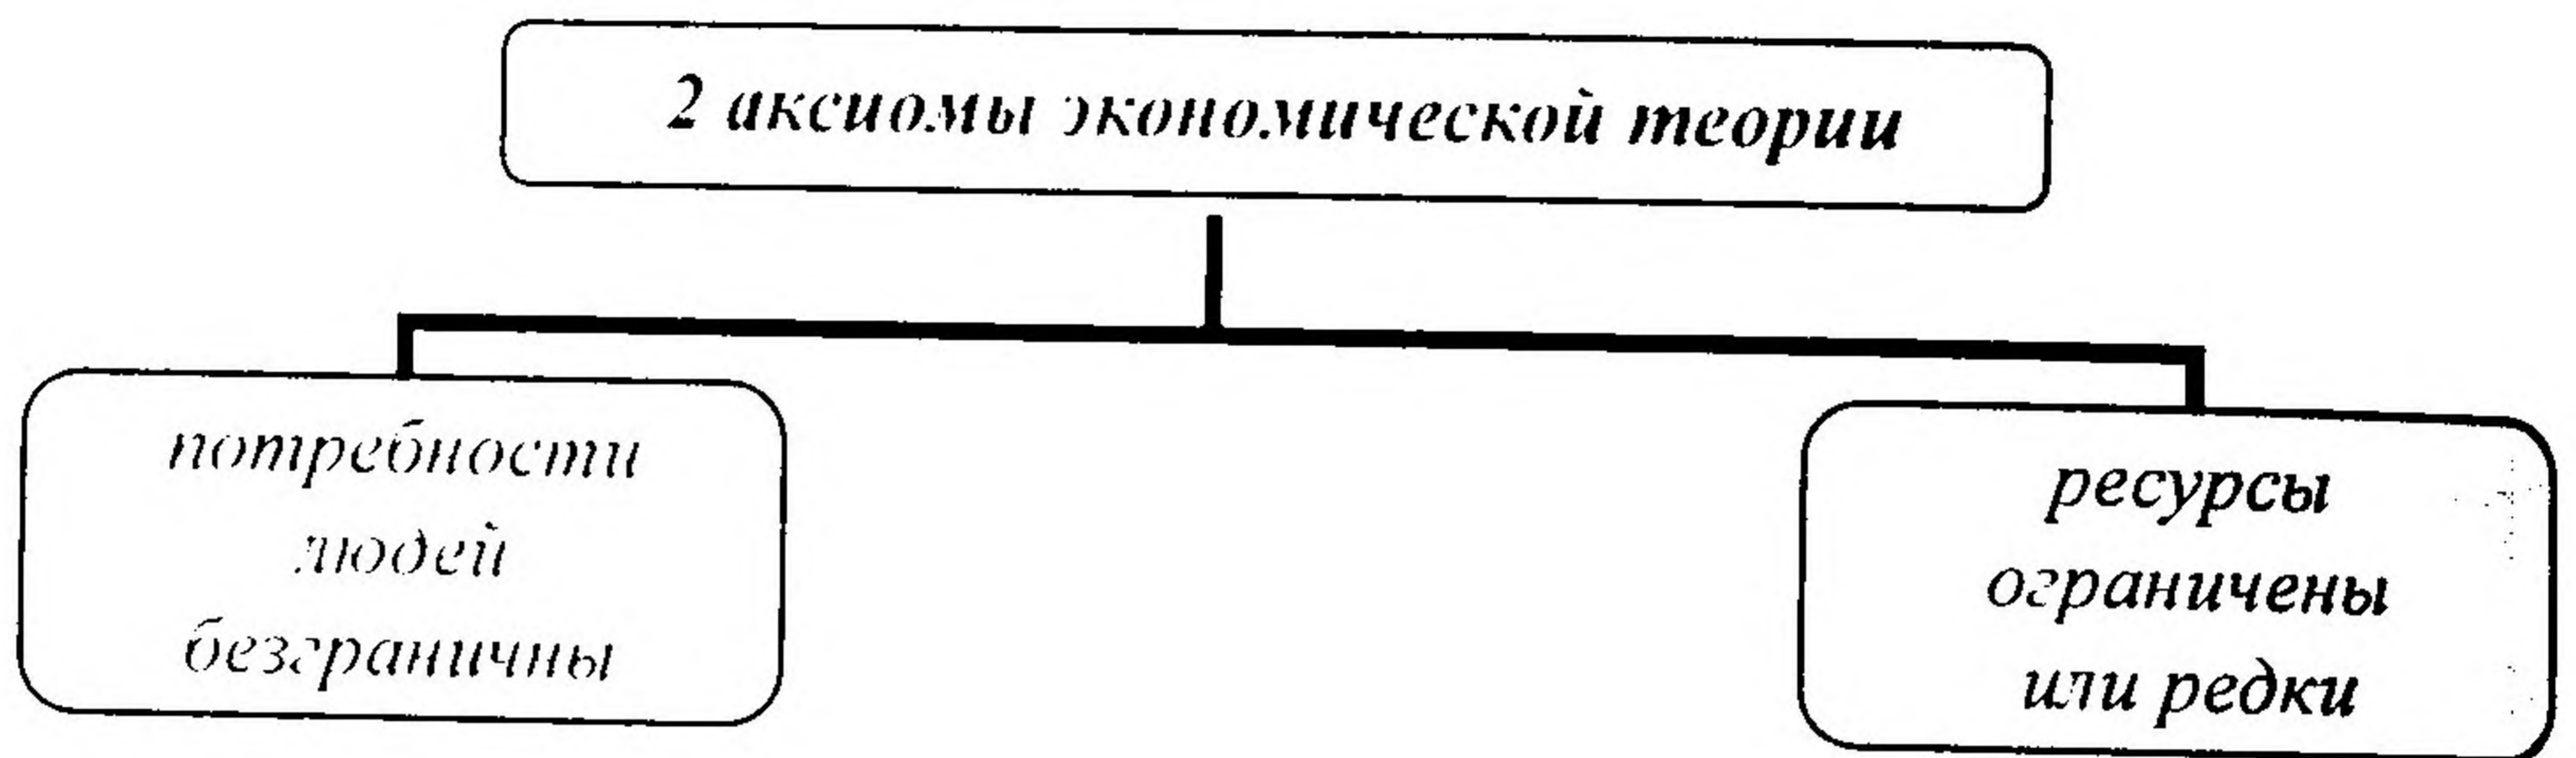 2 аксиомы экономической теории
потребности
людей
безграничны
ресурсы
ограничены
или редки